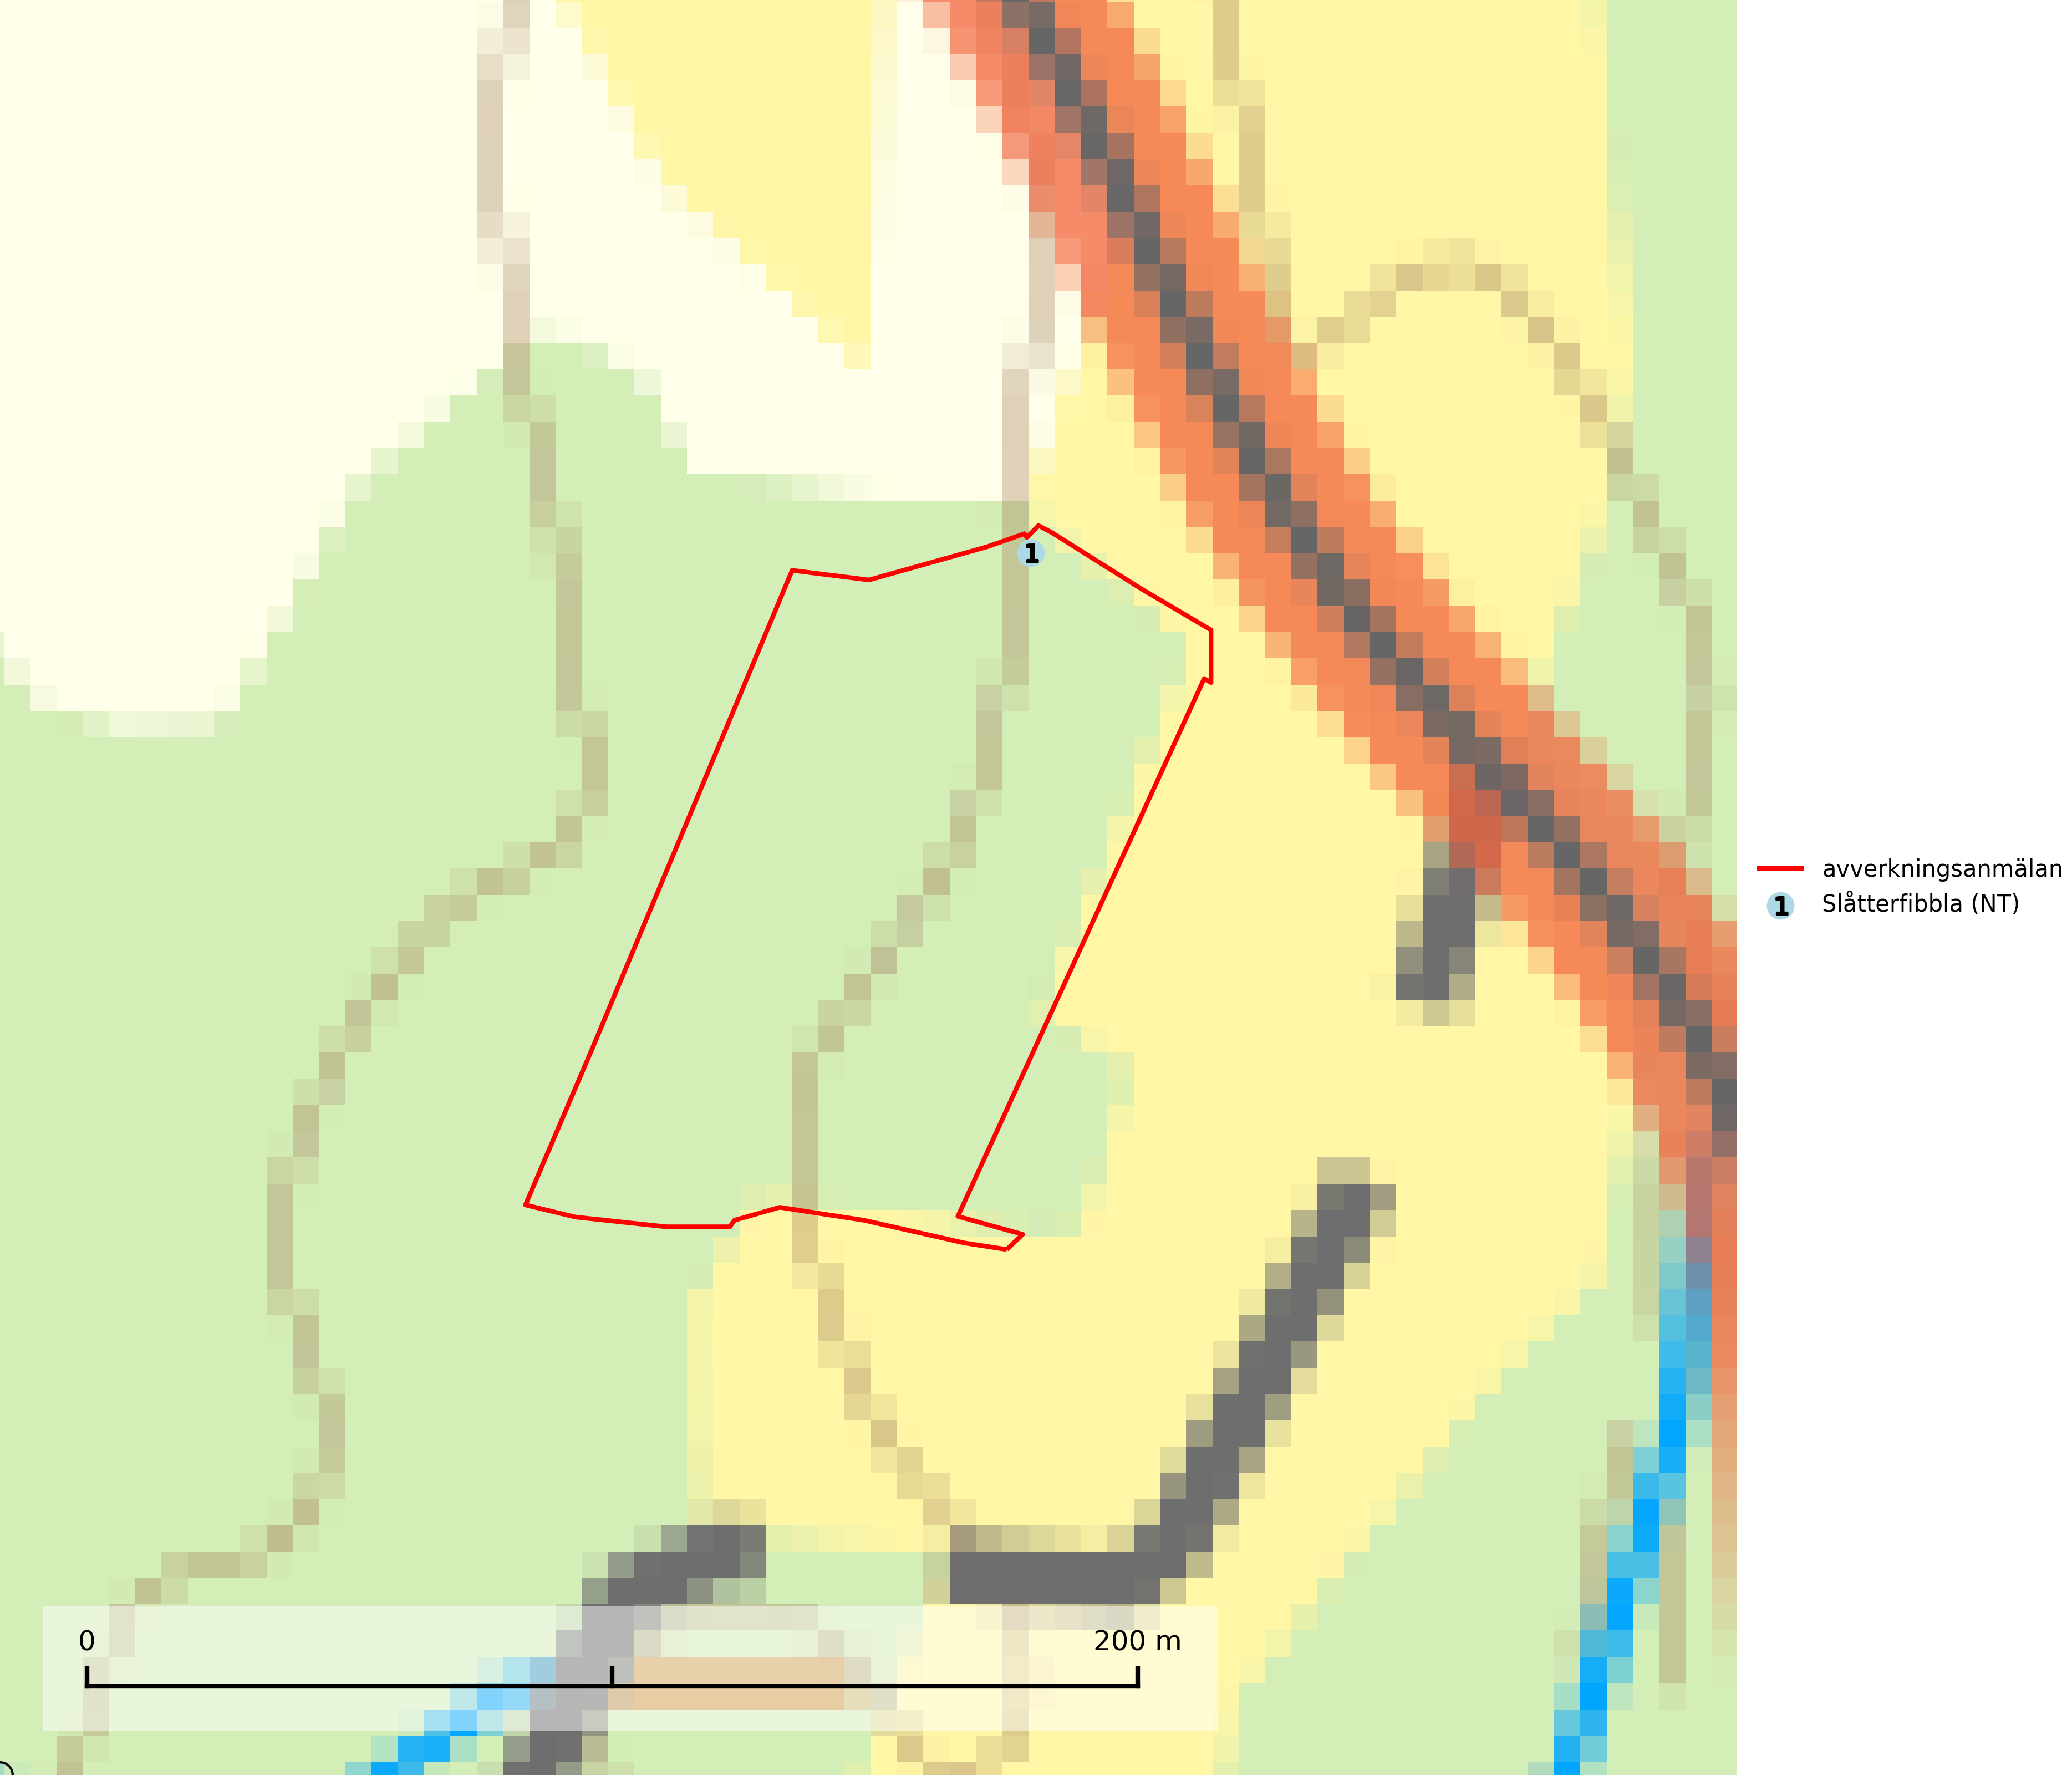 1
avverkningsanmälan
1 Slåtterfibbla (NT)
0 200 m